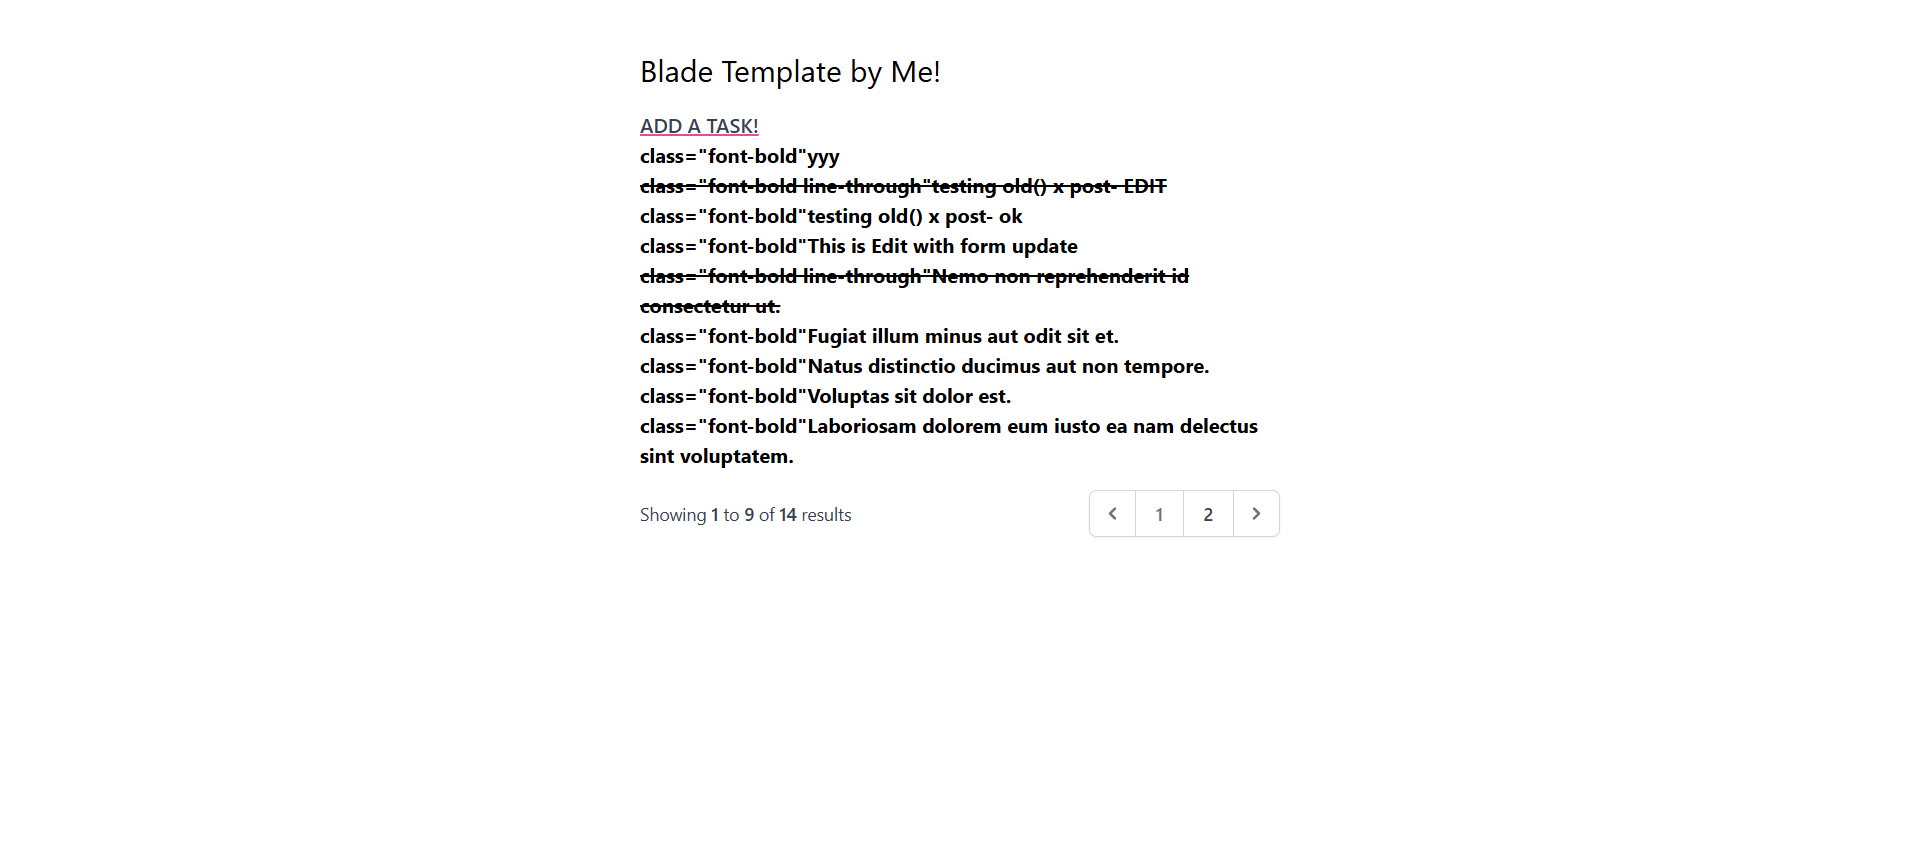 Blade Template by Me!
ADD A TASK!
class="font-bold"yyy
class="font-bold line-through"testing old() x post- EDIT
class="font-bold"testing old() x post- ok
class="font-bold"This is Edit with form update
class="font-bold line-through"Nemo non reprehenderit id
consectetur ut.
class="font-bold"Fugiat illum minus aut odit sit et.
class="font-bold"Natus distinctio ducimus aut non tempore.
class="font-bold"Voluptas sit dolor est.
class="font-bold"Laboriosam dolorem eum iusto ea nam delectus
sint voluptatem.
Showing 1 to 9 of 14 results
1 2